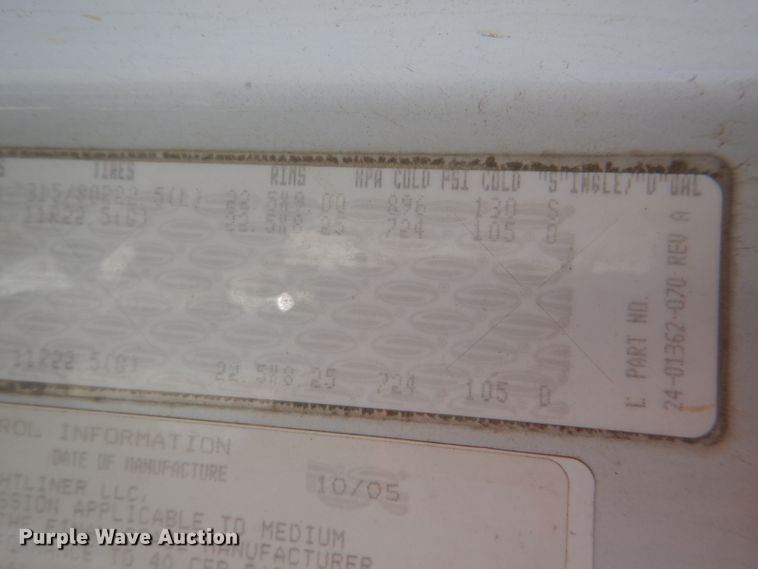 TIRES RIMS KPA COLD PSI COLD "S"INGLE/"D"UAL
315/80R22.5(L) 22.5X9.00 896 130 S
11R22.5(G) 22.5X8.25 724 105 D
11R22.5(G) 22.5X8.25 724 105 D
PART NO.
24-01362-070 REV A
ROL INFORMATION
DATE OF MANUFACTURE 10/05
HTLINER LLC,
SSION APPLICABLE TO MEDIUM
MANUFACTURER
TO 40 CFR
Purple Wave Auction